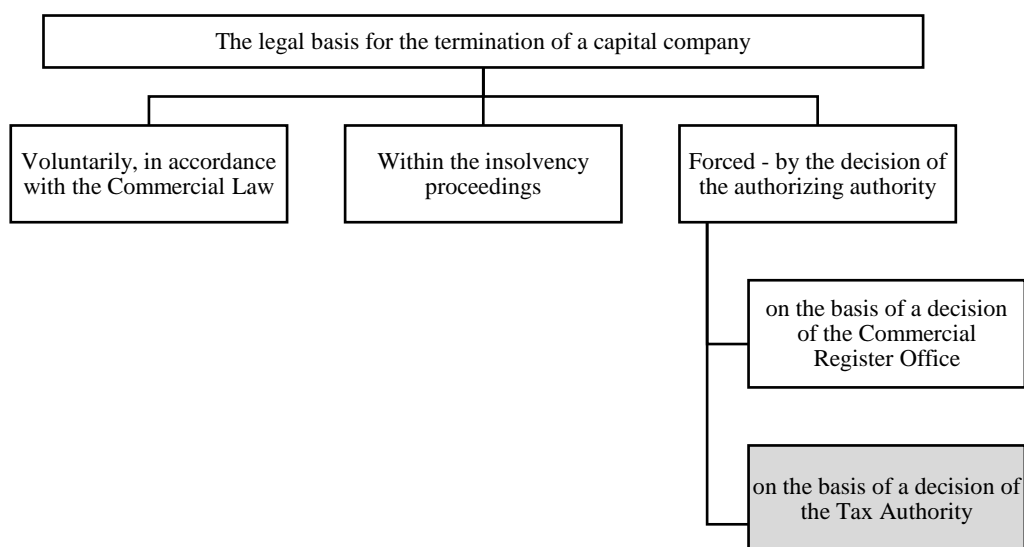 The legal basis for the termination of a capital company
Voluntarily, in accordance
with the Commercial Law
Within the insolvency
proceedings
Forced - by the decision of
the authorizing authority
on the basis of a decision
of the Commercial
Register Office
on the basis of a decision of
the Tax Authority